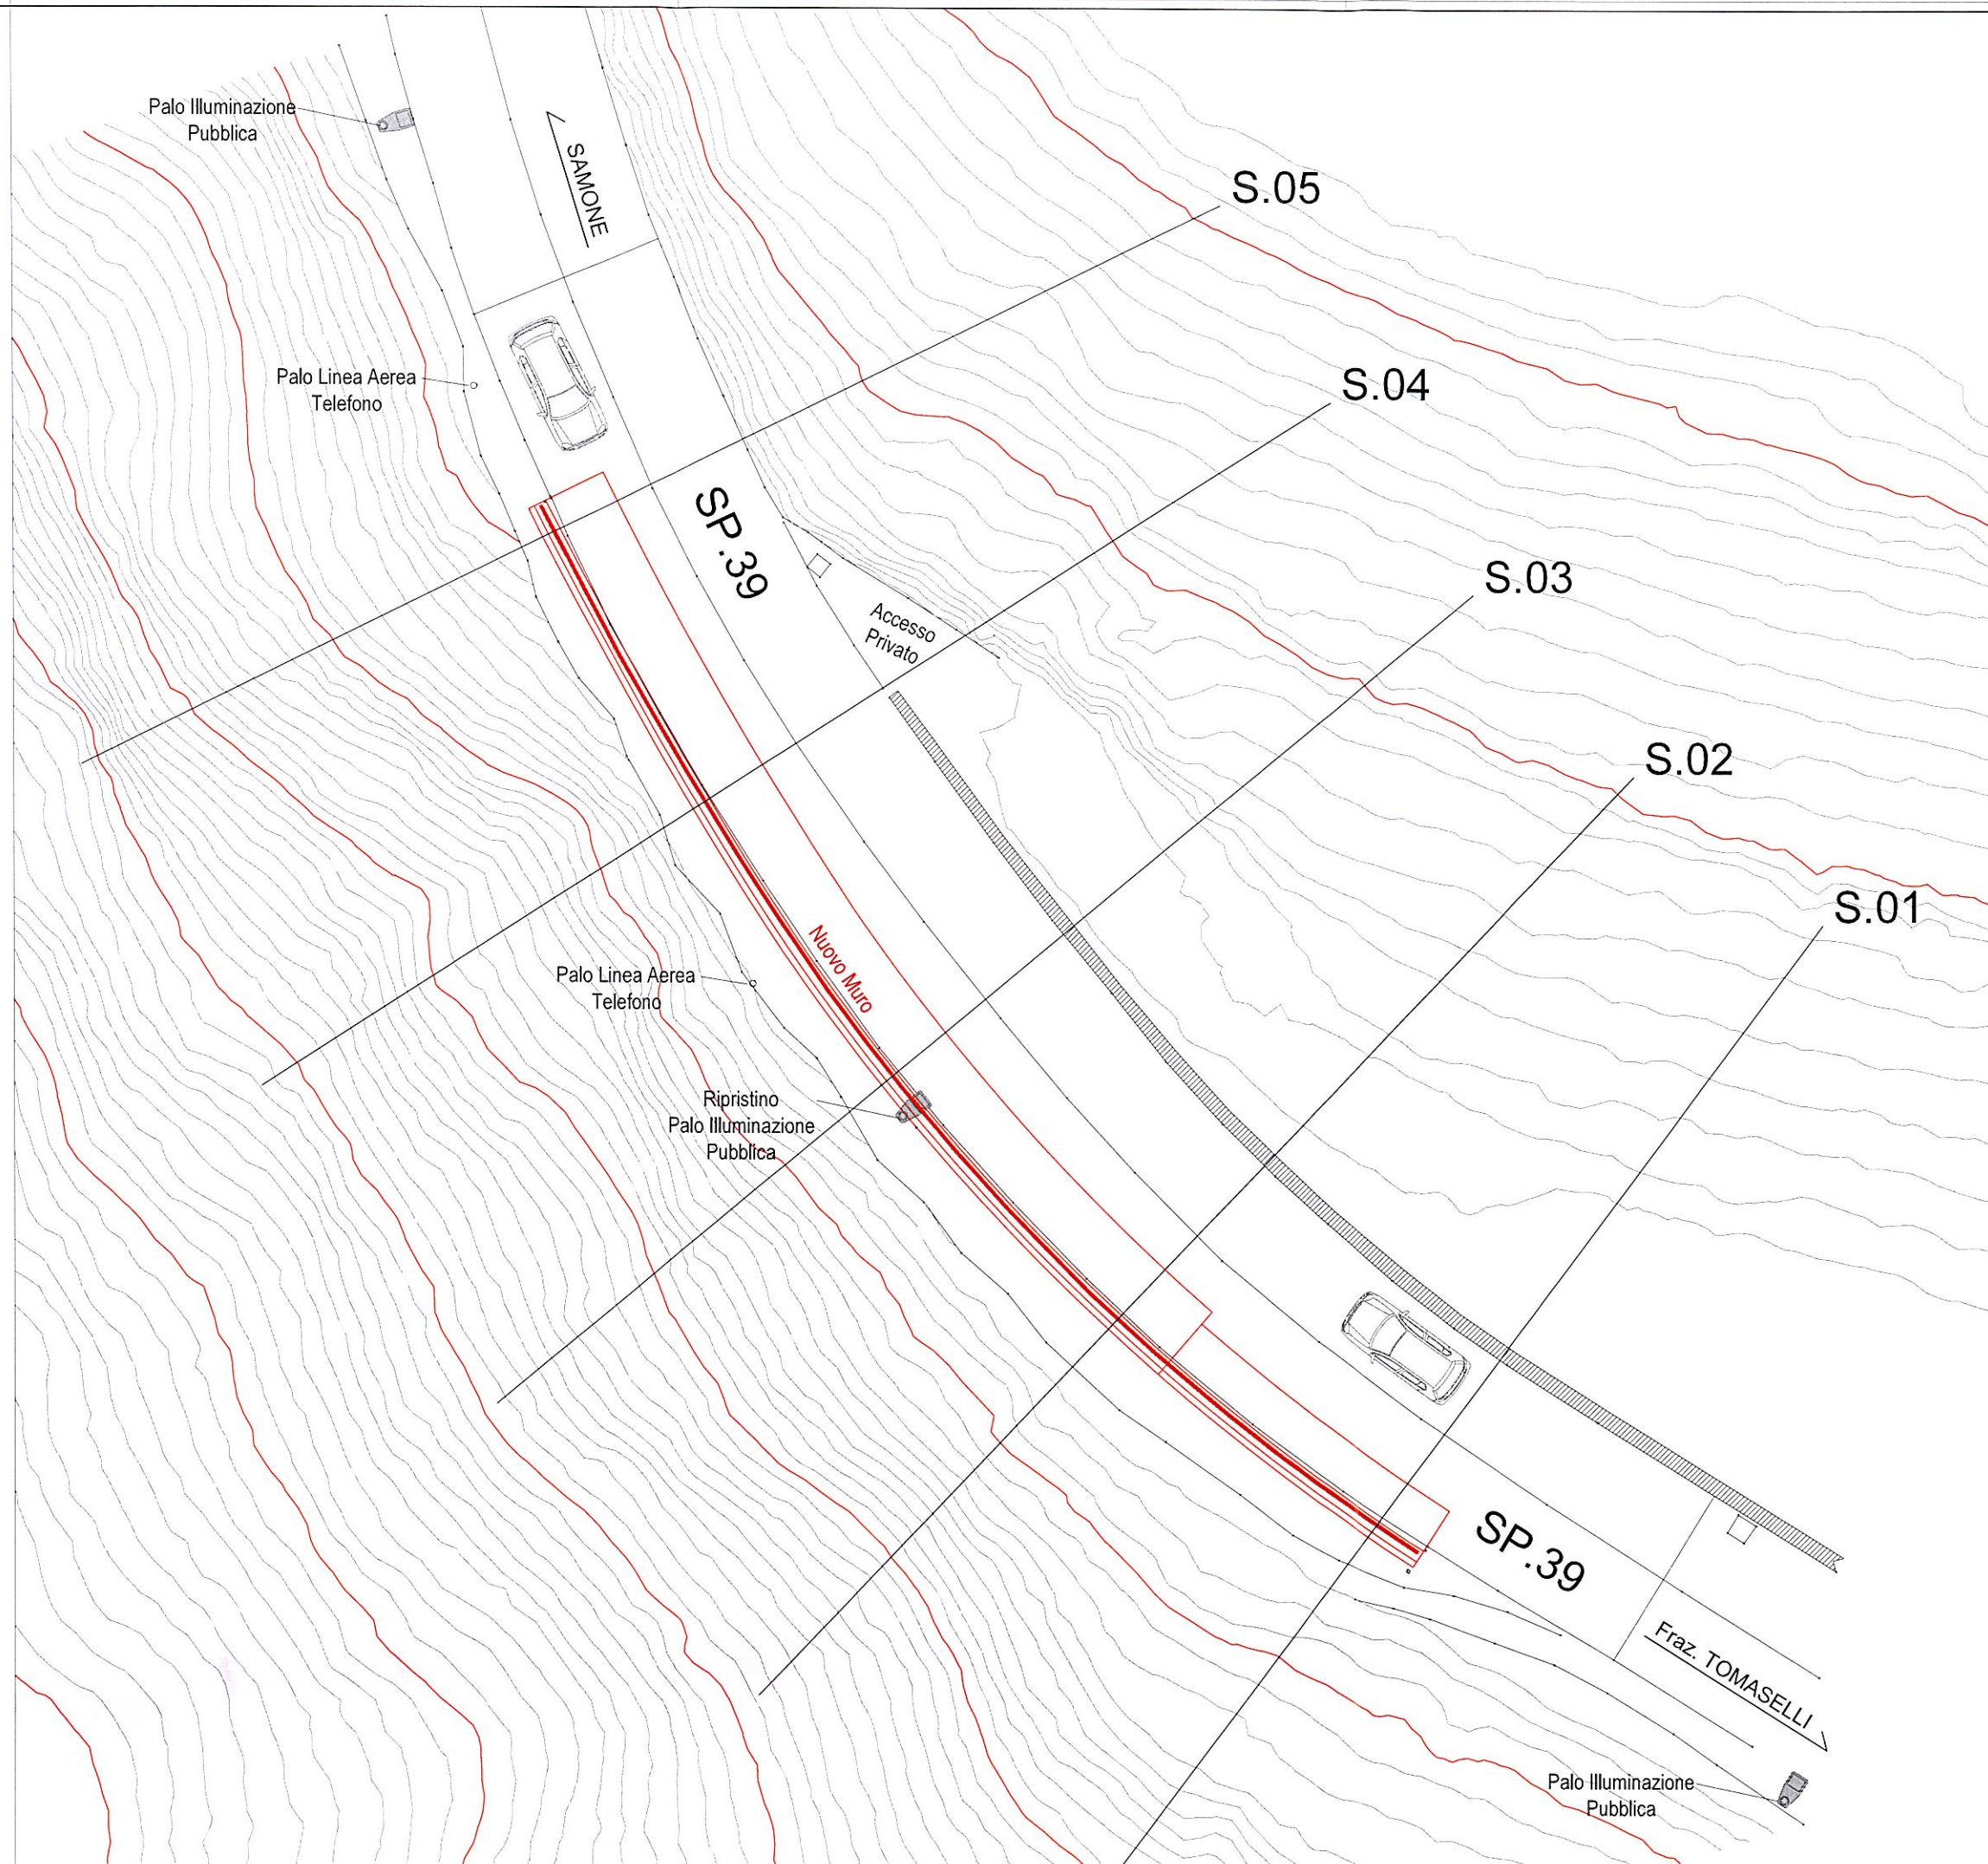 Palo Illuminazione
Pubblica
SAMONE
S.05
Palo Linea Aerea
Telefono
S.04
SP.39
S.03
Accesso
Privato
S.02
S.01
Nuovo Muro
Palo Linea Aerea
Telefono
Ripristino
Palo Illuminazione
Pubblica
SP.39
Fraz. TOMASELLI
Palo Illuminazione
Pubblica